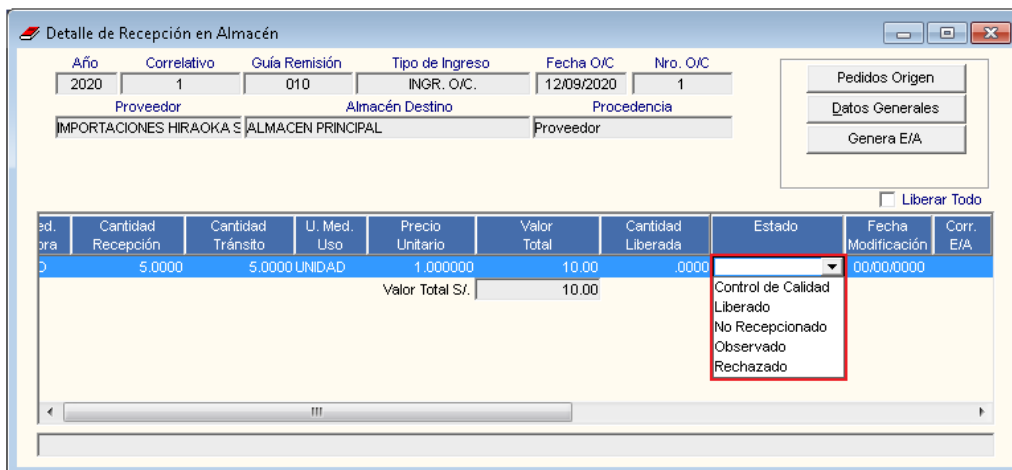 Detalle de Recepción en Almacén
Año Correlativo Guía Remisión Tipo de Ingreso Fecha O/C Nro. O/C
2020 1 010 INGR. O/C. 12/09/2020 1
Proveedor Almacén Destino Procedencia
IMPORTACIONES HIRAOKA S ALMACEN PRINCIPAL Proveedor
Pedidos Origen
Datos Generales
Genera E/A
Liberar Todo
ed. Cantidad Cantidad U. Med. Precio Valor Cantidad Estado Fecha Corr.
ora Recepción Tránsito Uso Unitario Total Liberada Modificación E/A
5.0000 5.0000 UNIDAD 1.000000 10.00 .0000 00/00/0000
Valor Total S/. 10.00
Control de Calidad
Liberado
No Recepcionado
Observado
Rechazado